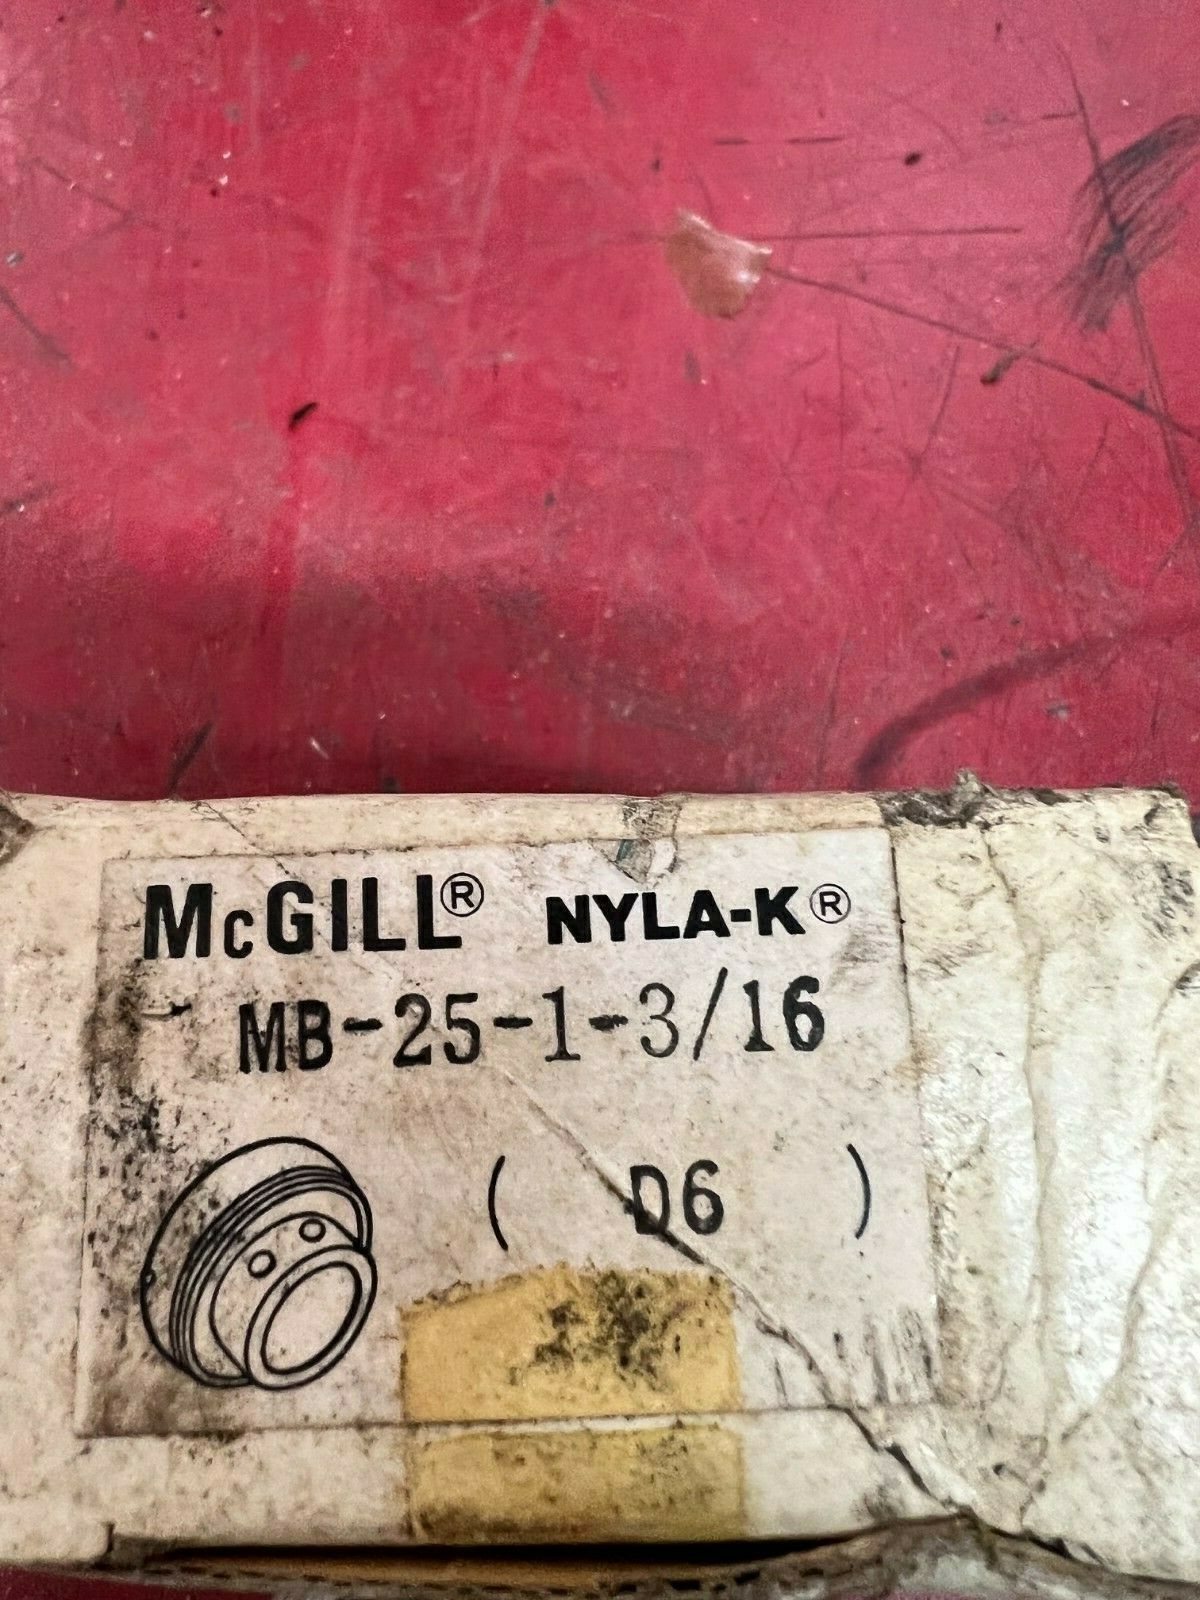 McGILL® NYLA-K®
MB-25-1-3/16
( D6 )